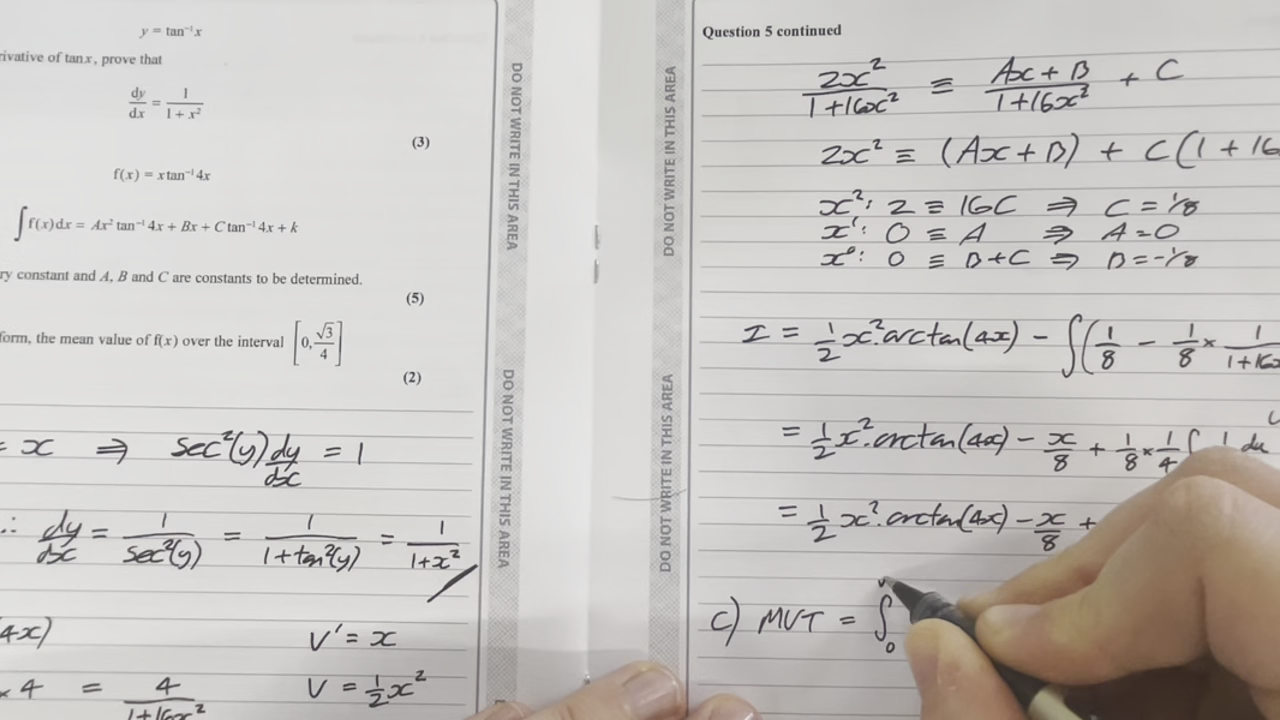 y = tan⁻¹x
rivative of tanx, prove that
dy/dx = 1/(1 + x²)
(3)
f(x) = x tan⁻¹ 4x
∫ f(x) dx = Ax² tan⁻¹ 4x + Bx + C tan⁻¹ 4x + k
ry constant and A, B and C are constants to be determined.
(5)
form, the mean value of f(x) over the interval [0, √3/4]
(2)
= x ⇒ sec²(y) dy/dx = 1
∴ dy/dx = 1/sec²(y) = 1/(1+tan²(y)) = 1/(1+x²)
4x) V' = x
× 4 = 4/(1+16x²) V = ½x²
DO NOT WRITE IN THIS AREA
DO NOT WRITE IN THIS AREA
DO NOT WRITE IN THIS AREA
DO NOT WRITE IN THIS AREA
Question 5 continued
2x²/(1+16x²) ≡ (Ax+B)/(1+16x²) + C
2x² ≡ (Ax+B) + C(1+16
x²: 2 ≡ 16C ⇒ C = 1/8
x¹: 0 ≡ A ⇒ A=0
x⁰: 0 ≡ B+C ⇒ B=-1/8
I = ½x².arctan(4x) - ∫(1/8 - 1/8 × 1/(1+16x
= ½x².arctan(4x) - x/8 + 1/8 × 1/4 ∫ 1 du
= ½x².arctan(4x) - x/8 +
c) MVT = ∫₀